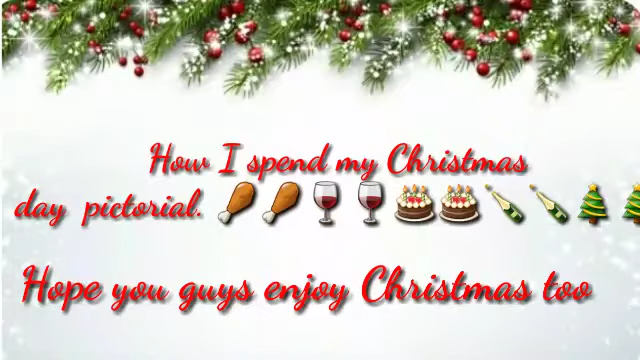 How I spend my Christmas
day pictorial. 🍗🍗🍷🍷🎂🎂🍾🍾🎄🎄
Hope you guys enjoy Christmas too